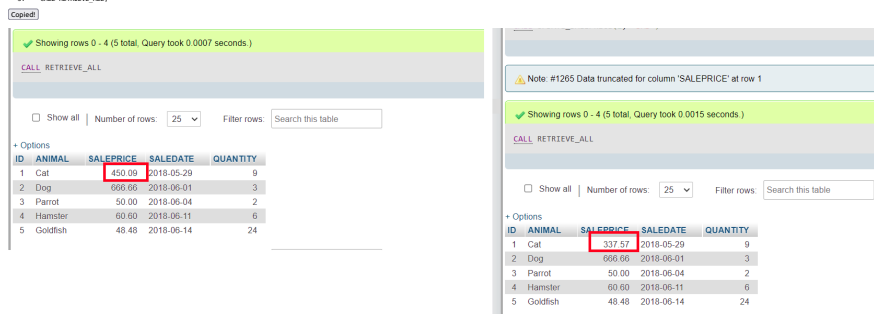 Copied!
Showing rows 0 - 4 (5 total, Query took 0.0007 seconds.)
CALL RETRIEVE_ALL
Show all | Number of rows: 25 Filter rows: Search this table
+ Options
ID ANIMAL SALEPRICE SALEDATE QUANTITY
1 Cat 450.09 2018-05-29 9
2 Dog 666.66 2018-06-01 3
3 Parrot 50.00 2018-06-04 2
4 Hamster 60.60 2018-06-11 6
5 Goldfish 48.48 2018-06-14 24
Note: #1265 Data truncated for column 'SALEPRICE' at row 1
Showing rows 0 - 4 (5 total, Query took 0.0015 seconds.)
CALL RETRIEVE_ALL
Show all | Number of rows: 25 Filter rows: Search this table
+ Options
ID ANIMAL SALEPRICE SALEDATE QUANTITY
1 Cat 337.57 2018-05-29 9
2 Dog 666.66 2018-06-01 3
3 Parrot 50.00 2018-06-04 2
4 Hamster 60.60 2018-06-11 6
5 Goldfish 48.48 2018-06-14 24